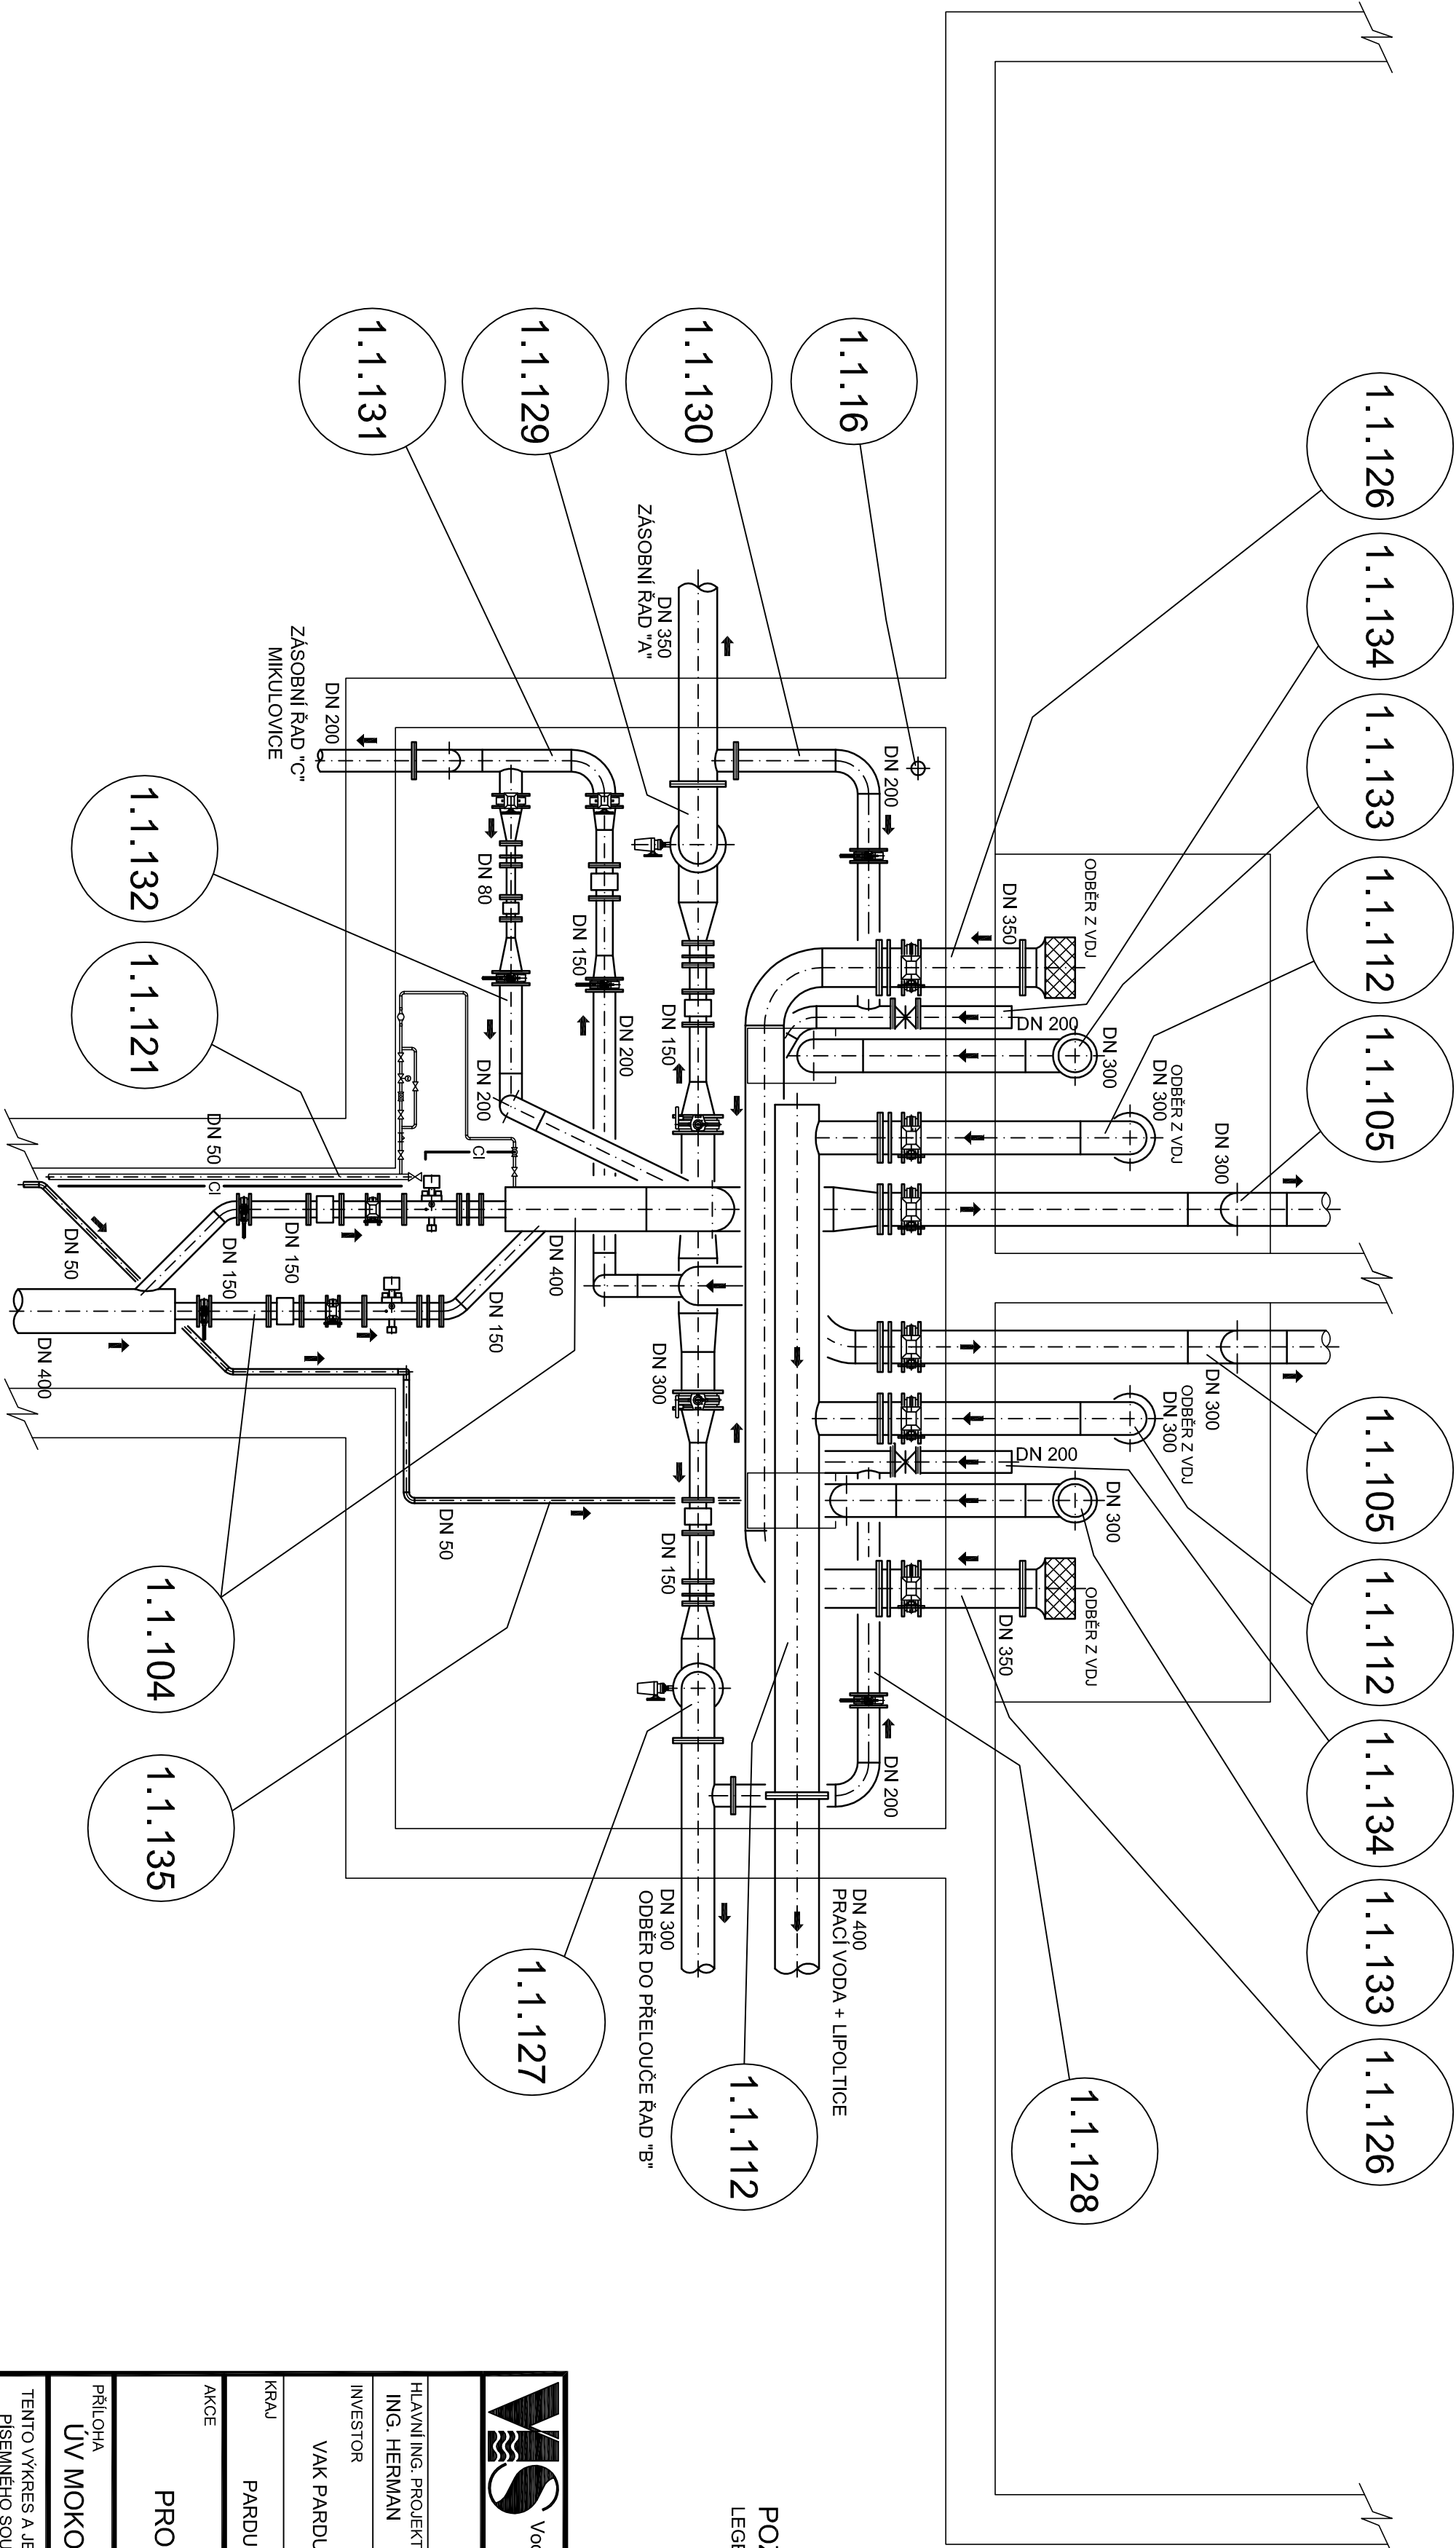 1.1.126
1.1.134
1.1.133
1.1.112
1.1.105
1.1.105
1.1.112
1.1.134
1.1.133
1.1.126
DN 300
DN 300
ODBĚR Z VDJ
DN 300
ODBĚR Z VDJ
DN 300
ODBĚR Z VDJ
DN 300
DN 300
ODBĚR Z VDJ
DN 350
DN 200
DN 200
DN 350
1.1.128
1.1.16
DN 200
DN 200
DN 400
PRACÍ VODA + LIPOLTICE
1.1.130
1.1.112
DN 350
ZÁSOBNÍ ŘAD "A"
DN 150
DN 300
DN 150
DN 300
ODBĚR DO PŘELOUČE ŘAD "B"
1.1.129
DN 200
DN 150
1.1.127
DN 80
DN 200
Cl
DN 150
DN 400
DN 50
1.1.131
DN 200
ZÁSOBNÍ ŘAD "C"
MIKULOVICE
DN 50
Cl
DN 150
DN 150
1.1.132
1.1.121
DN 50
DN 400
1.1.104
1.1.135
LEGE
VIS
HLAVNÍ ING. PROJEKT
ING. HERMAN
INVESTOR
VAK PARDU
KRAJ
PARDU
AKCE
PRO
PŘÍLOHA
ÚV MOKO
TENTO VÝKRES A JE
PÍSEMNÉHO SOU